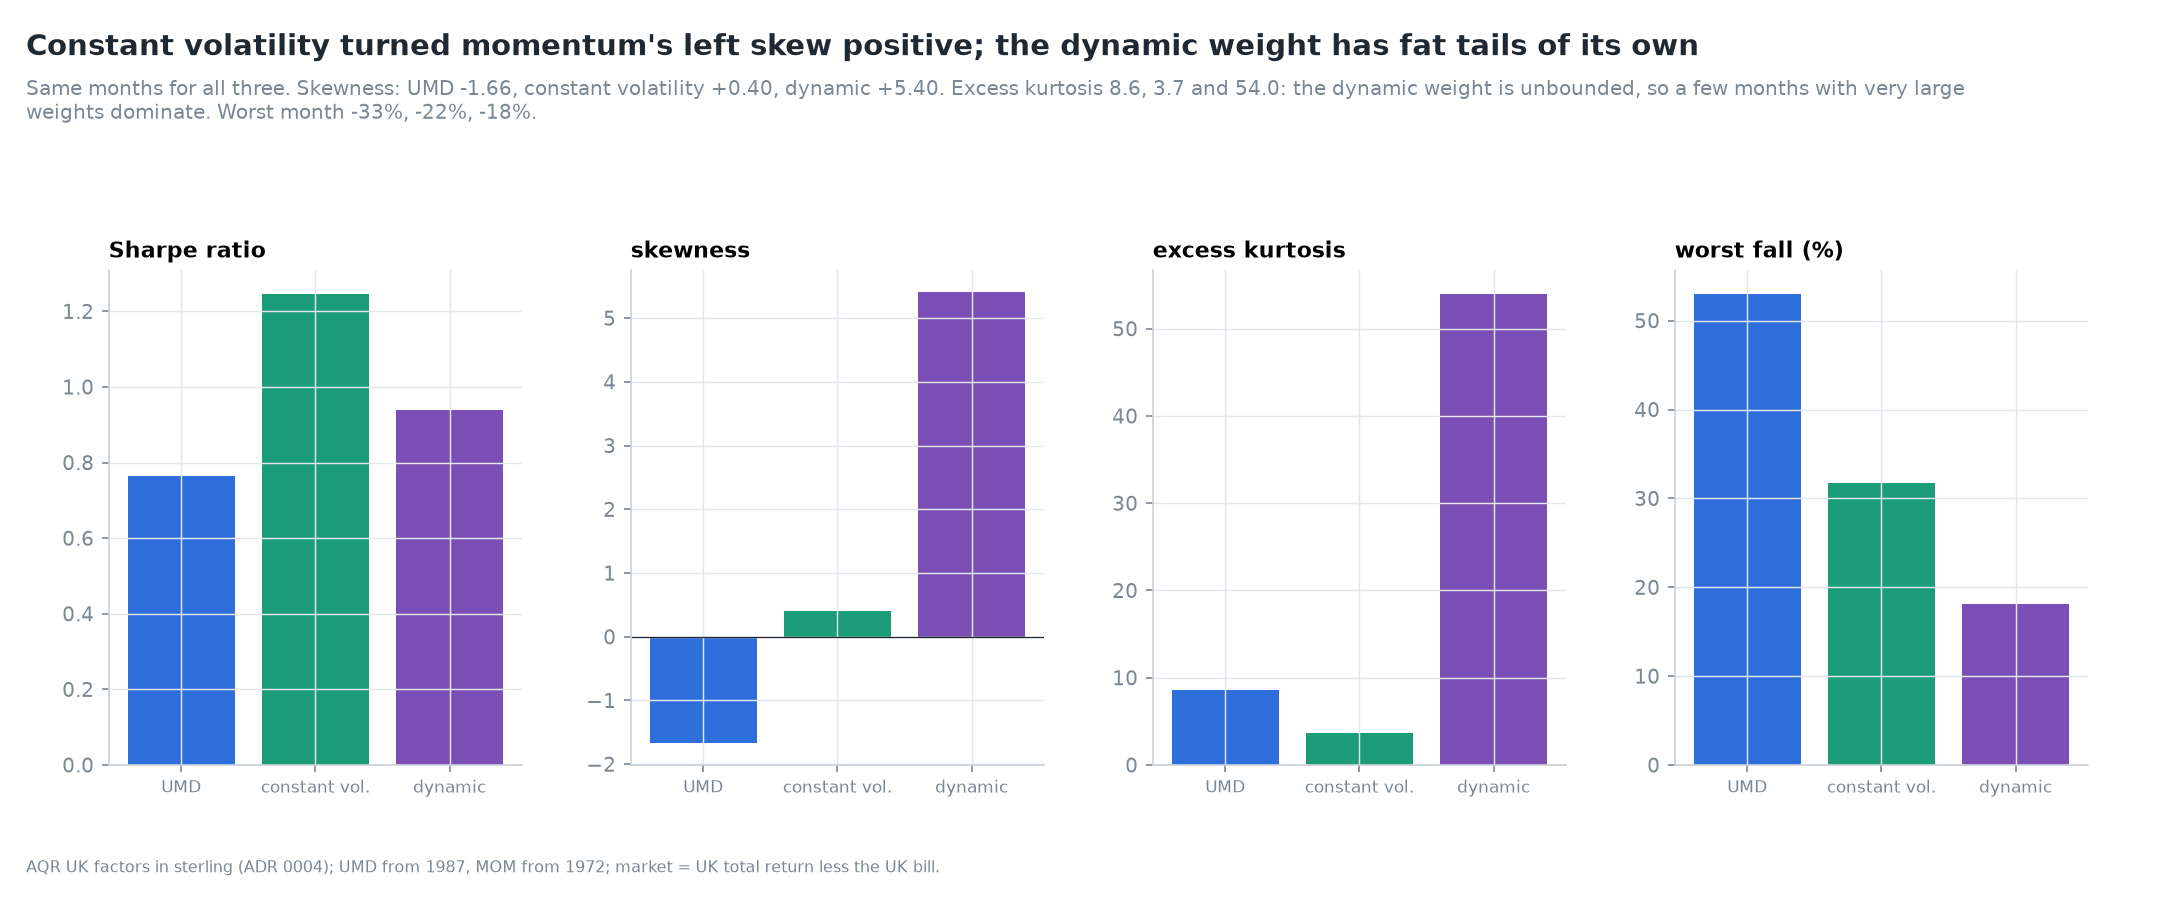 Constant volatility turned momentum's left skew positive; the dynamic weight has fat tails of its own
Same months for all three. Skewness: UMD -1.66, constant volatility +0.40, dynamic +5.40. Excess kurtosis 8.6, 3.7 and 54.0: the dynamic weight is unbounded, so a few months with very large
weights dominate. Worst month -33%, -22%, -18%.
Sharpe ratio
1.2
1.0
0.8
0.6
0.4
0.2
0.0
UMD
constant vol.
dynamic
skewness
5
4
3
2
1
0
−1
−2
UMD
constant vol.
dynamic
excess kurtosis
50
40
30
20
10
0
UMD
constant vol.
dynamic
worst fall (%)
50
40
30
20
10
0
UMD
constant vol.
dynamic
AQR UK factors in sterling (ADR 0004); UMD from 1987, MOM from 1972; market = UK total return less the UK bill.